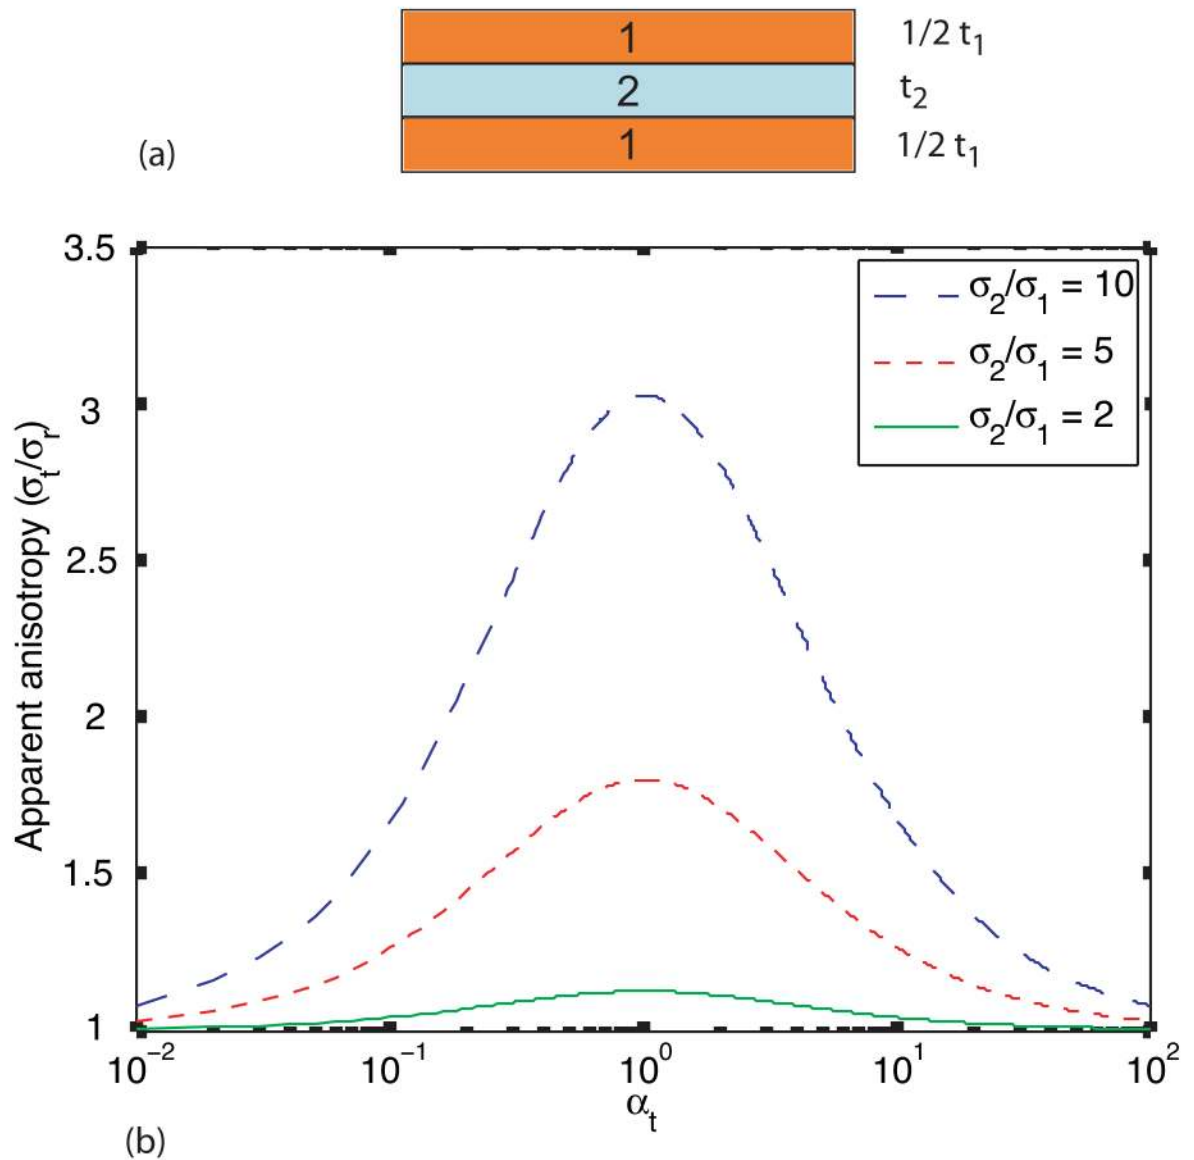 1
1/2 t₁
2
t₂
1
1/2 t₁
(a)
3.5
3
2.5
2
1.5
1
Apparent anisotropy (σₜ/σᵣ)
σ₂/σ₁ = 10
σ₂/σ₁ = 5
σ₂/σ₁ = 2
10⁻²
10⁻¹
10⁰
10¹
10²
αₜ
(b)